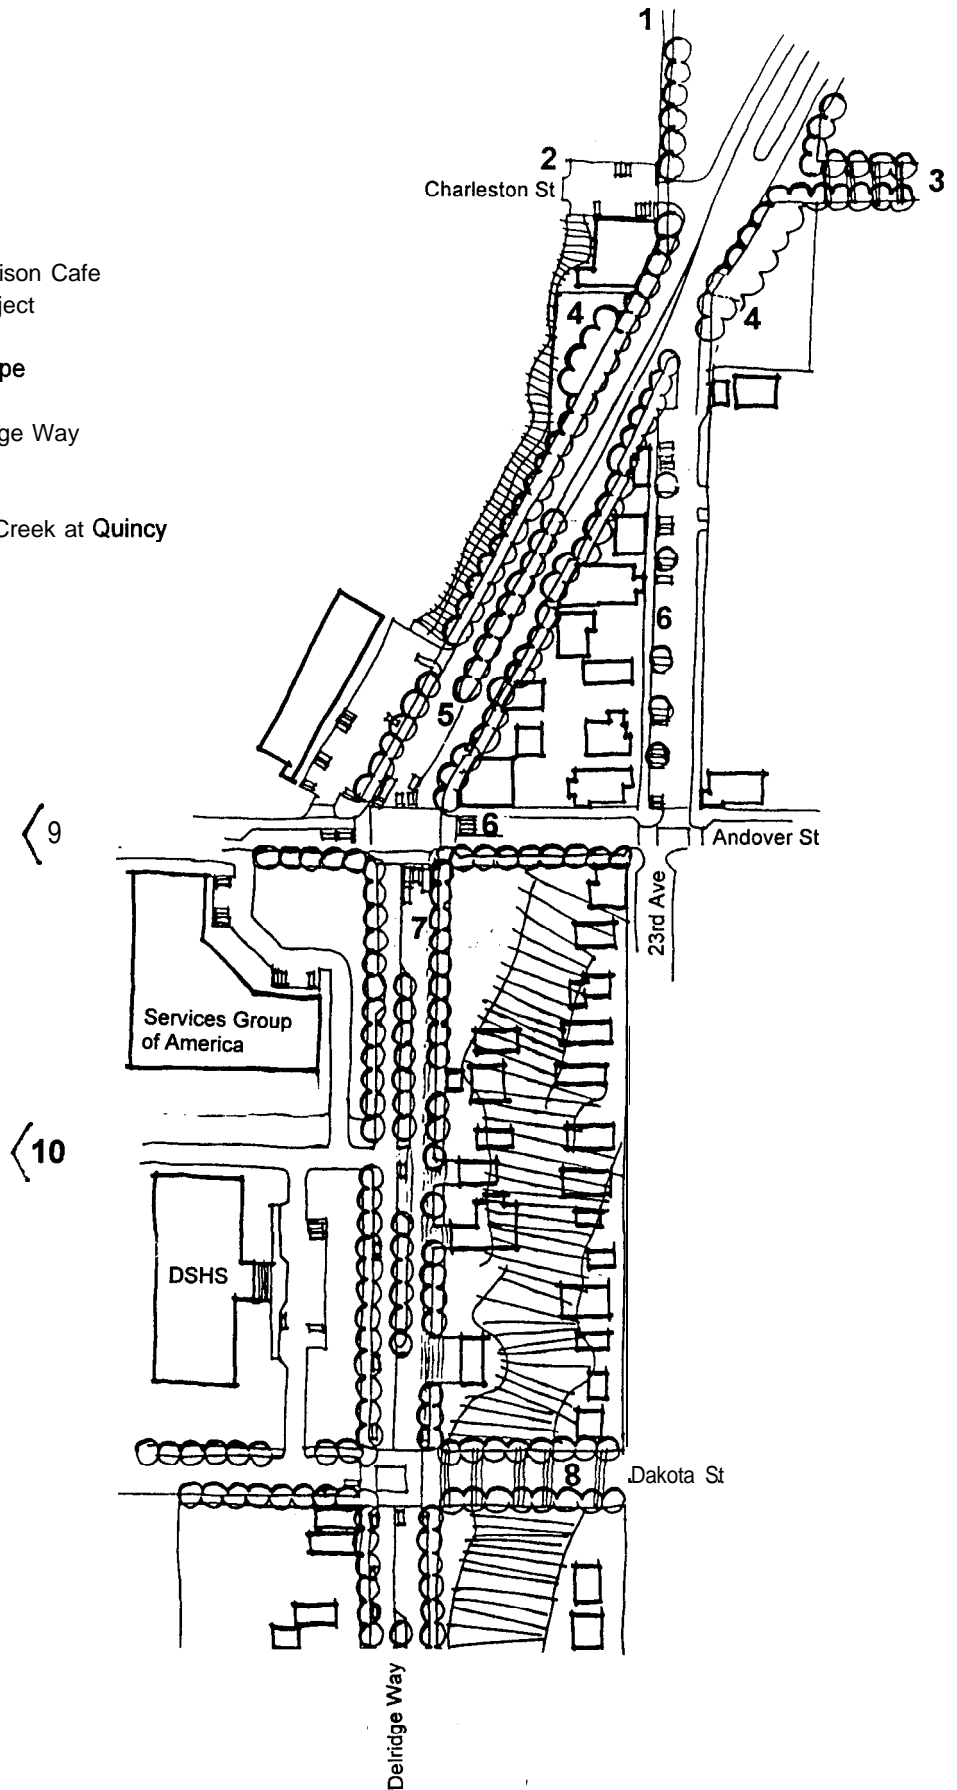 1
2
Charleston St
3
ison Cafe
ject
4
4
pe
ge Way
Creek at Quincy
6
5
9
6
Andover St
7
23rd Ave
Services Group
of America
10
DSHS
8
Dakota St
Delridge Way